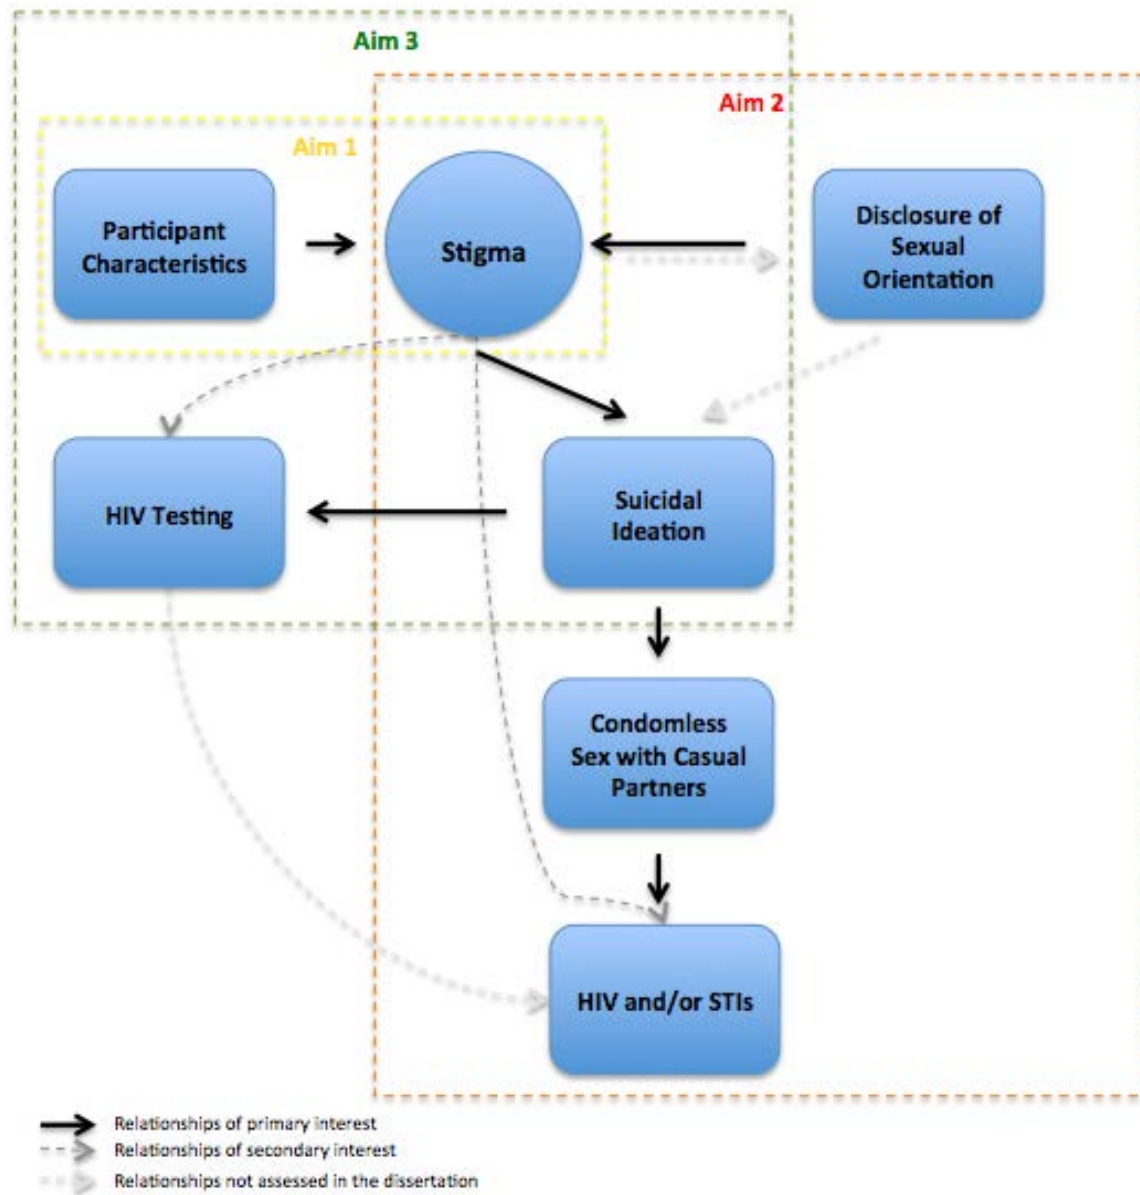 Aim 3
Aim 2
Aim 1
Participant
Characteristics
Stigma
Disclosure of
Sexual
Orientation
HIV Testing
Suicidal
Ideation
Condomless
Sex with Casual
Partners
HIV and/or STIs
Relationships of primary interest
Relationships of secondary interest
Relationships not assessed in the dissertation